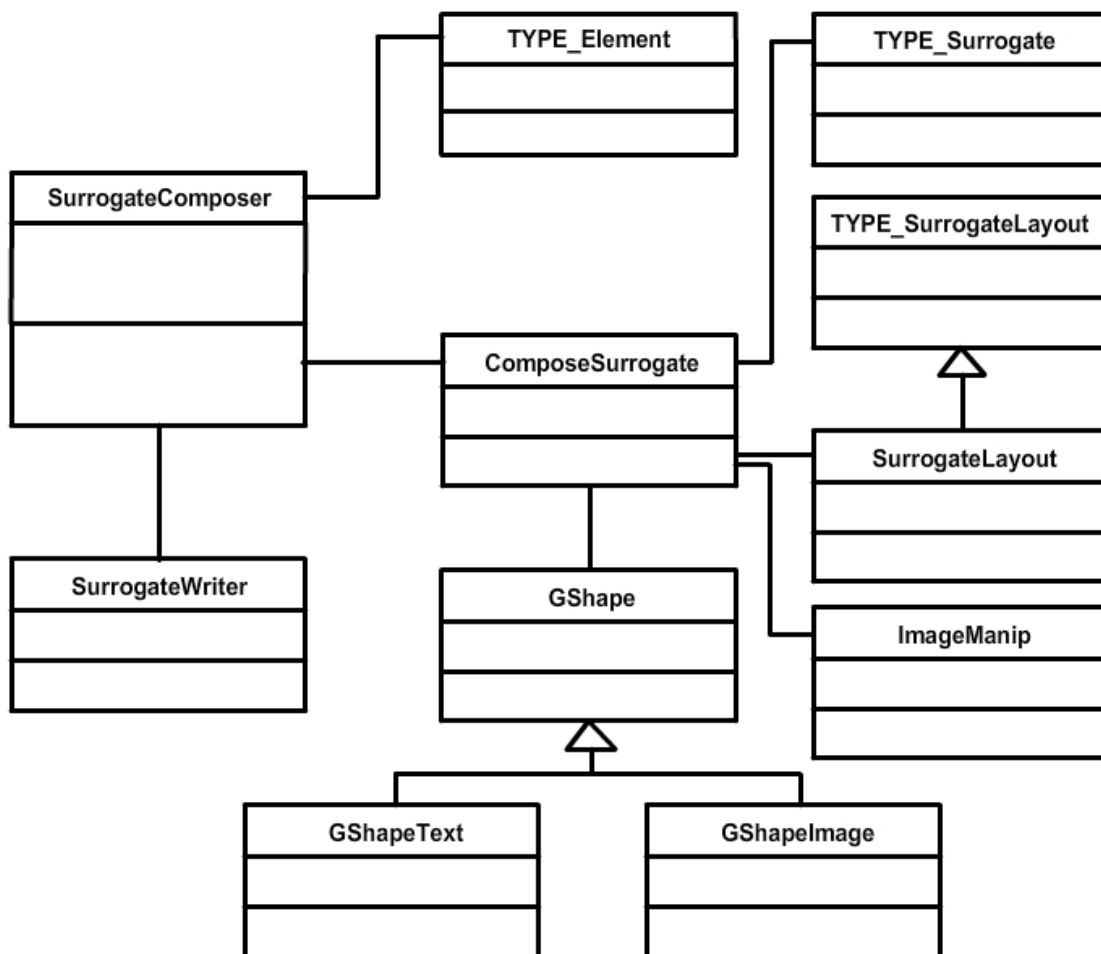 TYPE_Element
TYPE_Surrogate
SurrogateComposer
TYPE_SurrogateLayout
ComposeSurrogate
SurrogateLayout
SurrogateWriter
GShape
ImageManip
GShapeText
GShapeImage